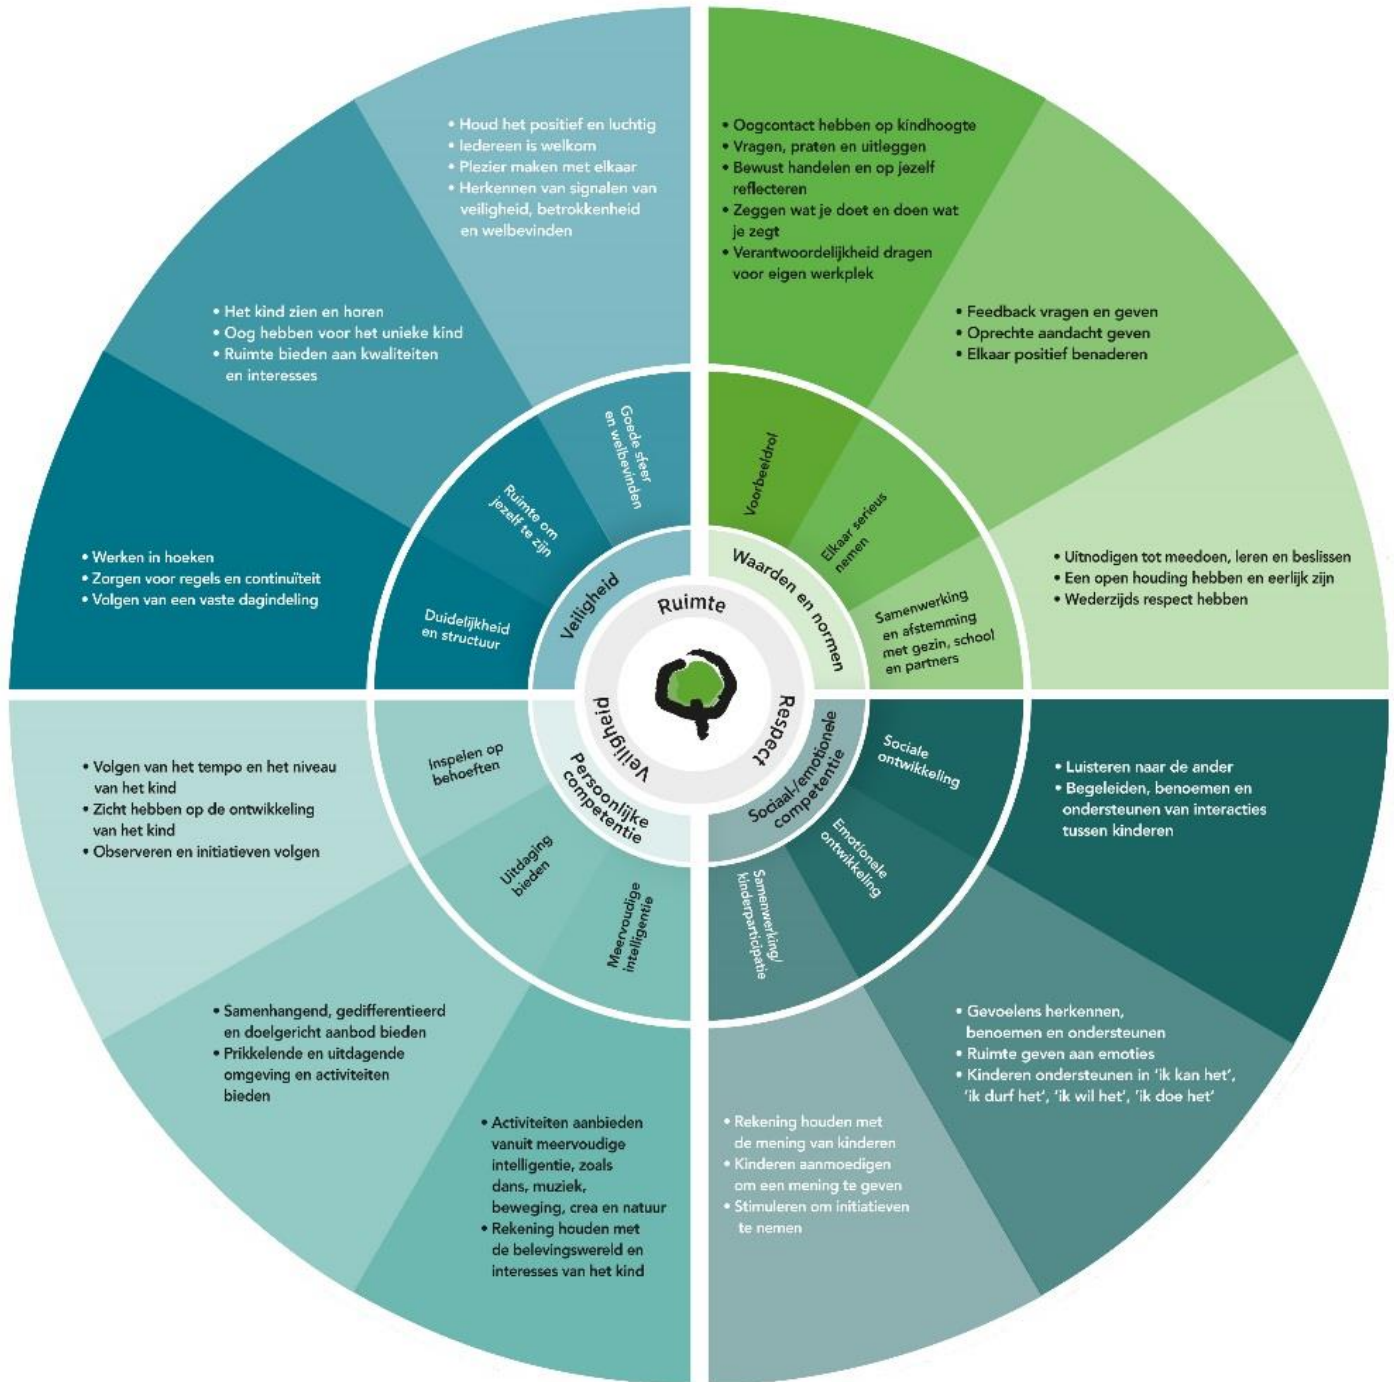 • Houd het positief en luchtig
• Iedereen is welkom
• Plezier maken met elkaar
• Herkennen van signalen van
veiligheid, betrokkenheid
en welbevinden
• Oogcontact hebben op kindhoogte
• Vragen, praten en uitleggen
• Bewust handelen en op jezelf
reflecteren
• Zeggen wat je doet en doen wat
je zegt
• Verantwoordelijkheid dragen
voor eigen werkplek
• Het kind zien en horen
• Oog hebben voor het unieke kind
• Ruimte bieden aan kwaliteiten
en interesses
• Feedback vragen en geven
• Oprechte aandacht geven
• Elkaar positief benaderen
• Werken in hoeken
• Zorgen voor regels en continuïteit
• Volgen van een vaste dagindeling
• Uitnodigen tot meedoen, leren en beslissen
• Een open houding hebben en eerlijk zijn
• Wederzijds respect hebben
Goede sfeer
en welbevinden
Ruimte om
jezelf te zijn
Duidelijkheid
en structuur
Veiligheid
Voorbeeldrol
Elkaar serieus
nemen
Samenwerking
en afstemming
met gezin, school
en partners
Waarden en normen
Ruimte
Respect
Veiligheid
Persoonlijke
competentie
Inspelen op
behoeften
Uitdaging
bieden
Meervoudige
intelligentie
Sociaal-/emotionele
competentie
Sociale
ontwikkeling
Emotionele
ontwikkeling
Samenwerking/
kinderparticipatie
• Volgen van het tempo en het niveau
van het kind
• Zicht hebben op de ontwikkeling
van het kind
• Observeren en initiatieven volgen
• Luisteren naar de ander
• Begeleiden, benoemen en
ondersteunen van interacties
tussen kinderen
• Samenhangend, gedifferentieerd
en doelgericht aanbod bieden
• Prikkelende en uitdagende
omgeving en activiteiten
bieden
• Gevoelens herkennen,
benoemen en ondersteunen
• Ruimte geven aan emoties
• Kinderen ondersteunen in 'ik kan het',
'ik durf het', 'ik wil het', 'ik doe het'
• Activiteiten aanbieden
vanuit meervoudige
intelligentie, zoals
dans, muziek,
beweging, crea en natuur
• Rekening houden met
de belevingswereld en
interesses van het kind
• Rekening houden met
de mening van kinderen
• Kinderen aanmoedigen
om een mening te geven
• Stimuleren om initiatieven
te nemen